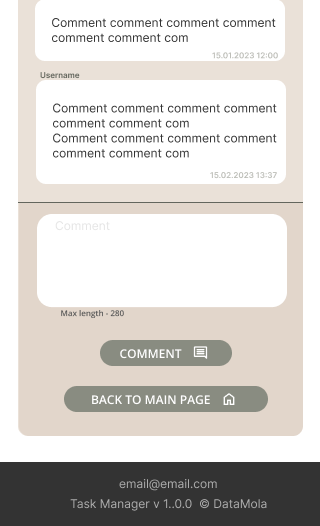 Comment comment comment comment
comment comment com
15.01.2023 12:00
Username
Comment comment comment comment
comment comment com
Comment comment comment comment
comment comment com
15.02.2023 13:37
Comment
Max length - 280
COMMENT
BACK TO MAIN PAGE
email@email.com
Task Manager v 1..0.0 © DataMola